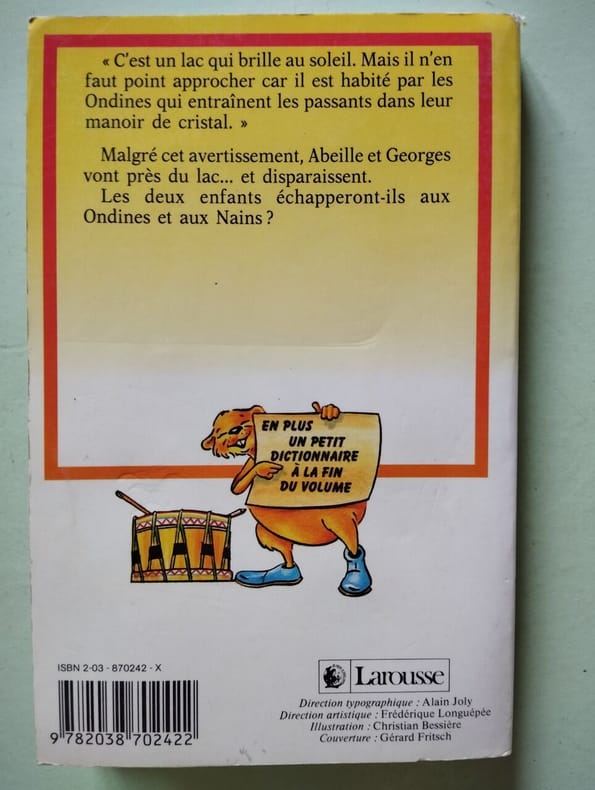 « C'est un lac qui brille au soleil. Mais il n'en
faut point approcher car il est habité par les
Ondines qui entraînent les passants dans leur
manoir de cristal. »
Malgré cet avertissement, Abeille et Georges
vont près du lac... et disparaissent.
Les deux enfants échapperont-ils aux
Ondines et aux Nains ?
EN PLUS
UN PETIT
DICTIONNAIRE
À LA FIN
DU VOLUME
ISBN 2-03-870242-X
9 782038 702422
Larousse
Direction typographique : Alain Joly
Direction artistique : Frédérique Longuépée
Illustration : Christian Bessière
Couverture : Gérard Fritsch